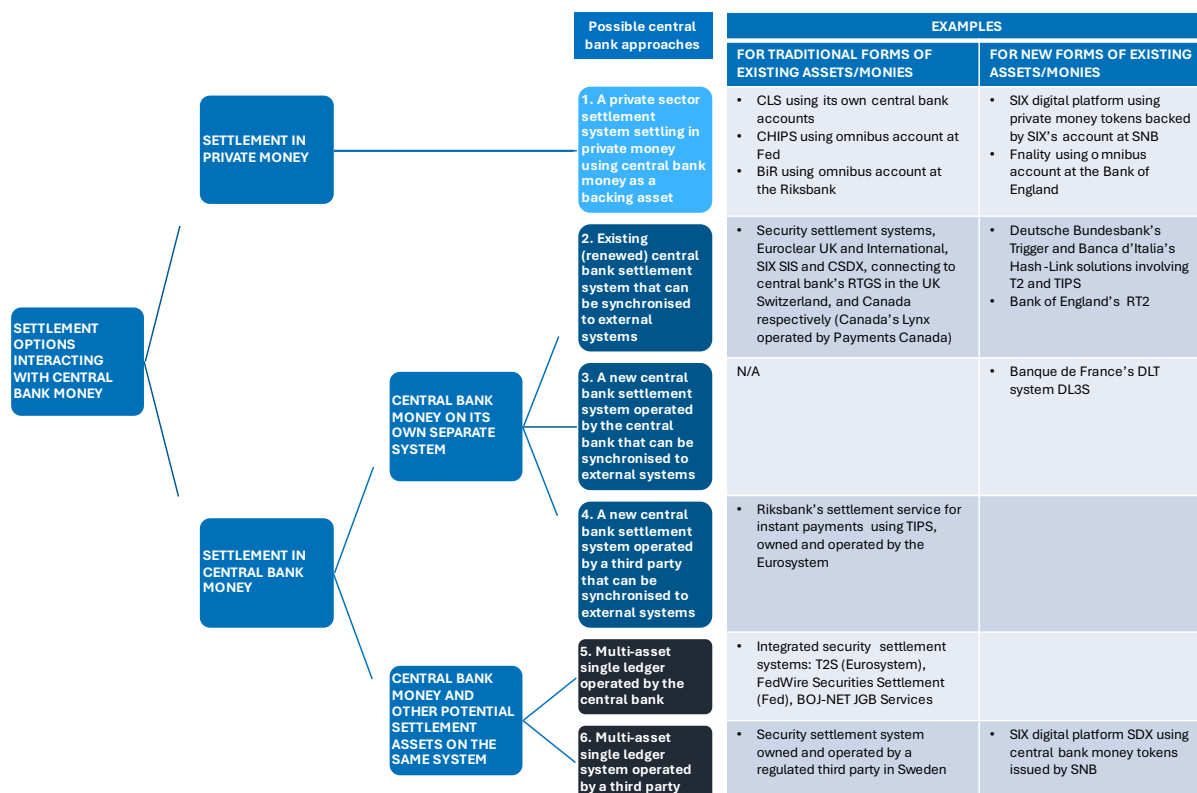 Possible central
bank approaches
EXAMPLES
FOR TRADITIONAL FORMS OF
EXISTING ASSETS/MONIES
FOR NEW FORMS OF EXISTING
ASSETS/MONIES
SETTLEMENT
OPTIONS
INTERACTING
WITH CENTRAL
BANK MONEY
SETTLEMENT IN
PRIVATE MONEY
SETTLEMENT IN
CENTRAL BANK
MONEY
CENTRAL BANK
MONEY ON ITS
OWN SEPARATE
SYSTEM
CENTRAL BANK
MONEY AND
OTHER POTENTIAL
SETTLEMENT
ASSETS ON THE
SAME SYSTEM
1. A private sector
settlement
system settling in
private money
using central bank
money as a
backing asset
• CLS using its own central bank
accounts
• CHIPS using omnibus account at
Fed
• BiR using omnibus account at
the Riksbank
• SIX digital platform using
private money tokens backed
by SIX's account at SNB
• Fnality using omnibus
account at the Bank of
England
2. Existing
(renewed) central
bank settlement
system that can
be synchronised
to external
systems
• Security settlement systems,
Euroclear UK and International,
SIX SIS and CSDX, connecting to
central bank's RTGS in the UK
Switzerland, and Canada
respectively (Canada's Lynx
operated by Payments Canada)
• Deutsche Bundesbank's
Trigger and Banca d'Italia's
Hash-Link solutions involving
T2 and TIPS
• Bank of England's RT2
3. A new central
bank settlement
system operated
by the central
bank that can be
synchronised to
external systems
N/A
• Banque de France's DLT
system DL3S
4. A new central
bank settlement
system operated
by a third party
that can be
synchronised to
external systems
• Riksbank's settlement service for
instant payments using TIPS,
owned and operated by the
Eurosystem
5. Multi-asset
single ledger
operated by the
central bank
• Integrated security settlement
systems: T2S (Eurosystem),
FedWire Securities Settlement
(Fed), BOJ-NET JGB Services
6. Multi-asset
single ledger
system operated
by a third party
• Security settlement system
owned and operated by a
regulated third party in Sweden
• SIX digital platform SDX using
central bank money tokens
issued by SNB